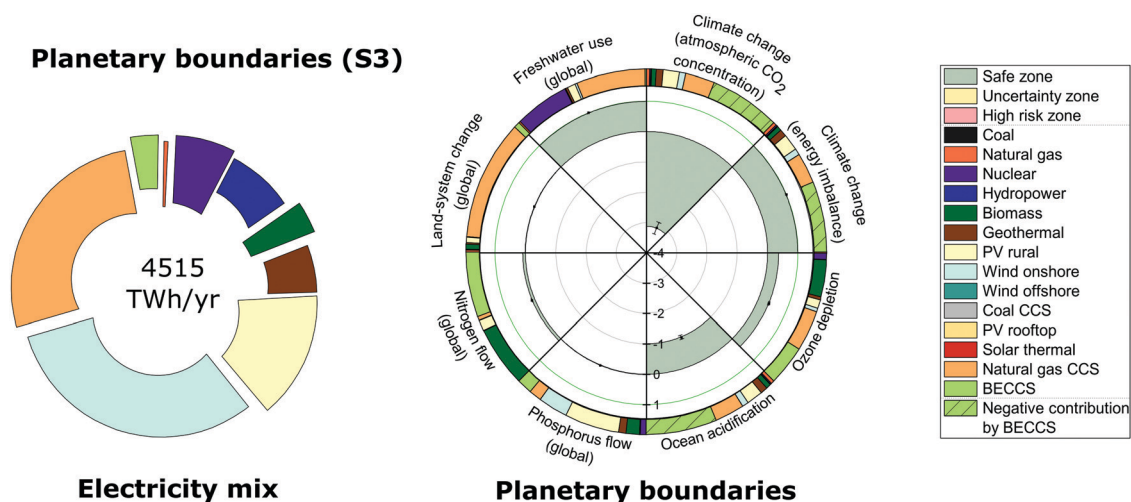 Planetary boundaries (S3)
4515
TWh/yr
Electricity mix
Freshwater use
(global)
Climate change
(atmospheric CO2
concentration)
Climate change
(energy imbalance)
Ozone depletion
Ocean acidification
Phosphorus flow
(global)
Nitrogen flow
(global)
Land-system change
(global)
-4
-3
-2
-1
0
1
Planetary boundaries
Safe zone
Uncertainty zone
High risk zone
Coal
Natural gas
Nuclear
Hydropower
Biomass
Geothermal
PV rural
Wind onshore
Wind offshore
Coal CCS
PV rooftop
Solar thermal
Natural gas CCS
BECCS
Negative contribution
by BECCS